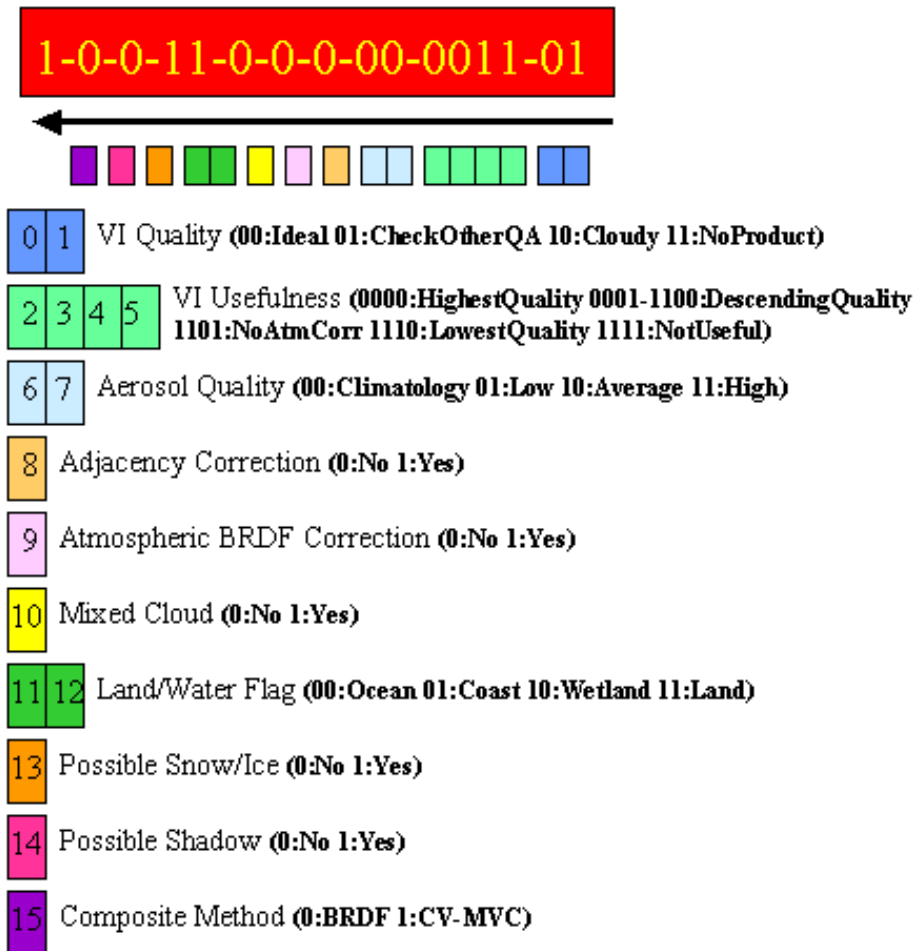 1-0-0-11-0-0-0-00-0011-01
0 1 VI Quality (00:Ideal 01:CheckOtherQA 10:Cloudy 11:NoProduct)
2 3 4 5 VI Usefulness (0000:HighestQuality 0001-1100:DescendingQuality
1101:NoAtmCorr 1110:LowestQuality 1111:NotUseful)
6 7 Aerosol Quality (00:Climatology 01:Low 10:Average 11:High)
8 Adjacency Correction (0:No 1:Yes)
9 Atmospheric BRDF Correction (0:No 1:Yes)
10 Mixed Cloud (0:No 1:Yes)
11 12 Land/Water Flag (00:Ocean 01:Coast 10:Wetland 11:Land)
13 Possible Snow/Ice (0:No 1:Yes)
14 Possible Shadow (0:No 1:Yes)
15 Composite Method (0:BRDF 1:CV-MVC)